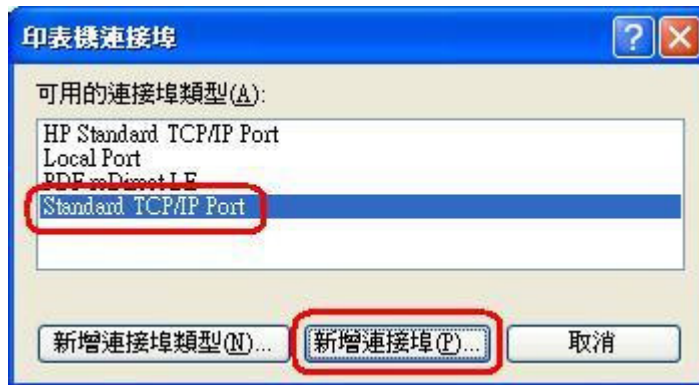 印表機連接埠
可用的連接埠類型(A):
HP Standard TCP/IP Port
Local Port
PDF mDirect LE
Standard TCP/IP Port
新增連接埠類型(N)... 新增連接埠(P)... 取消